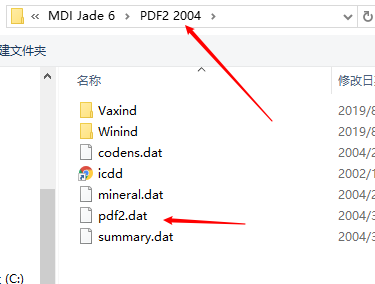 « MDI Jade 6 › PDF2 2004 ›
建文件夹
名称 修改日
Vaxind 2019/8
Winind 2019/8
codens.dat 2004/2
icdd 2002/1
mineral.dat 2004/
pdf2.dat 2004/3
summary.dat 2004/3
(C:)